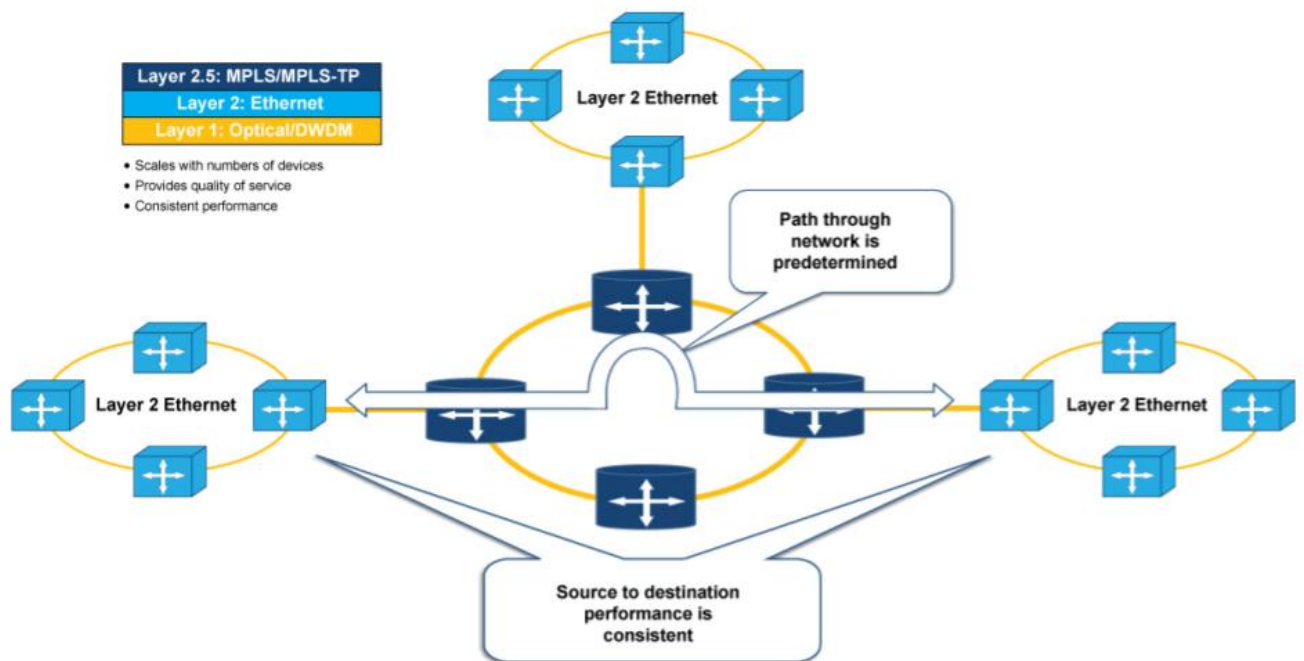 Layer 2.5: MPLS/MPLS-TP
Layer 2: Ethernet
Layer 1: Optical/DWDM
• Scales with numbers of devices
• Provides quality of service
• Consistent performance
Layer 2 Ethernet
Path through
network is
predetermined
Layer 2 Ethernet
Layer 2 Ethernet
Source to destination
performance is
consistent